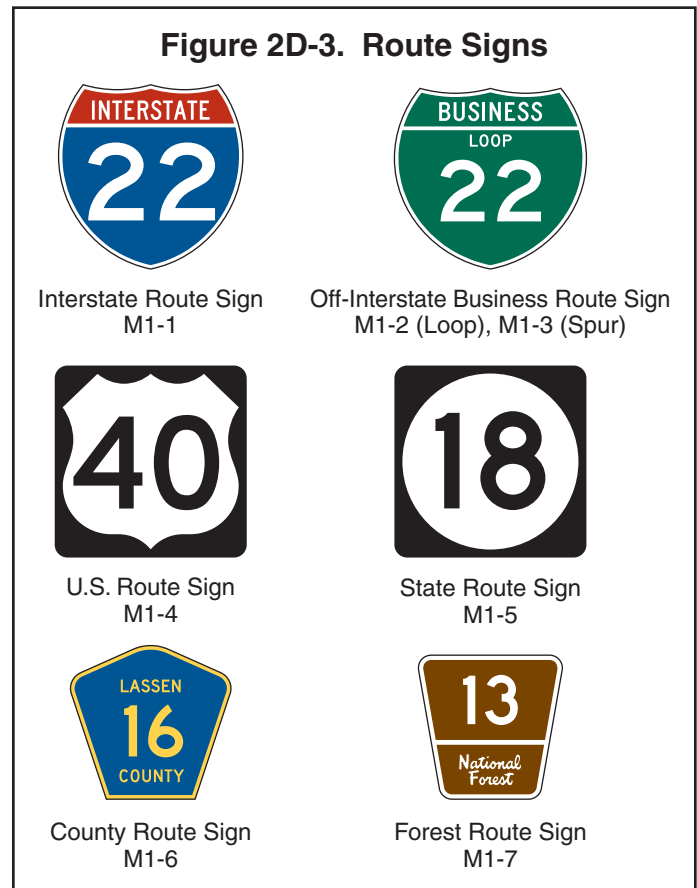 Figure 2D-3. Route Signs
INTERSTATE
22
Interstate Route Sign
M1-1
BUSINESS
LOOP
22
Off-Interstate Business Route Sign
M1-2 (Loop), M1-3 (Spur)
40
U.S. Route Sign
M1-4
18
State Route Sign
M1-5
LASSEN
16
COUNTY
County Route Sign
M1-6
13
National
Forest
Forest Route Sign
M1-7